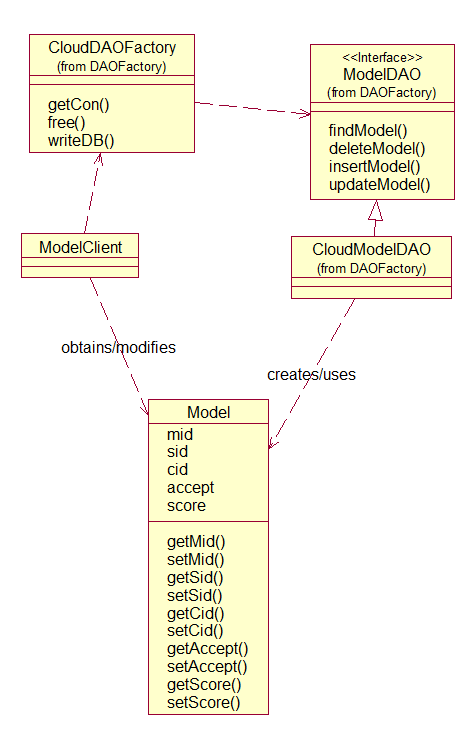 CloudDAOFactory
(from DAOFactory)
getCon()
free()
writeDB()
<<Interface>>
ModelDAO
(from DAOFactory)
findModel()
deleteModel()
insertModel()
updateModel()
ModelClient
CloudModelDAO
(from DAOFactory)
obtains/modifies
creates/uses
Model
mid
sid
cid
accept
score
getMid()
setMid()
getSid()
setSid()
getCid()
setCid()
getAccept()
setAccept()
getScore()
setScore()